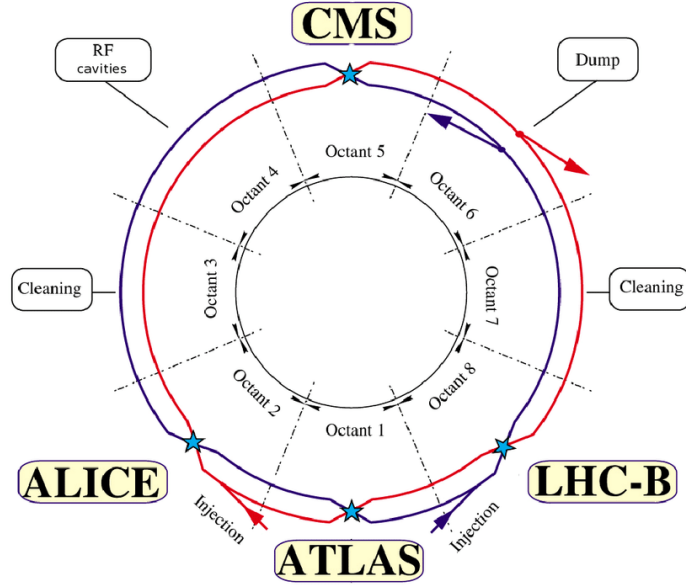 CMS
RF
cavities
Dump
Octant 5
Octant 4
Octant 6
Octant 3
Octant 7
Cleaning
Cleaning
Octant 2
Octant 8
Octant 1
ALICE
LHC-B
Injection
Injection
ATLAS